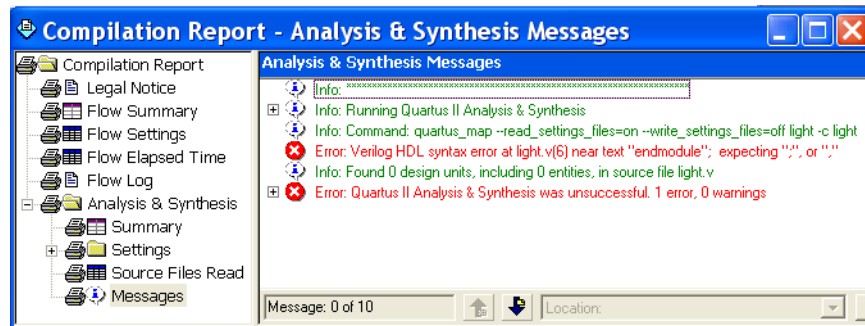 Compilation Report - Analysis & Synthesis Messages
Compilation Report
Legal Notice
Flow Summary
Flow Settings
Flow Elapsed Time
Flow Log
Analysis & Synthesis
Summary
Settings
Source Files Read
Messages
Analysis & Synthesis Messages
Info: *******************************************************************
Info: Running Quartus II Analysis & Synthesis
Info: Command: quartus_map --read_settings_files=on --write_settings_files=off light -c light
Error: Verilog HDL syntax error at light.v(6) near text "endmodule";  expecting ";", or ","
Info: Found 0 design units, including 0 entities, in source file light.v
Error: Quartus II Analysis & Synthesis was unsuccessful. 1 error, 0 warnings
Message: 0 of 10
Location: